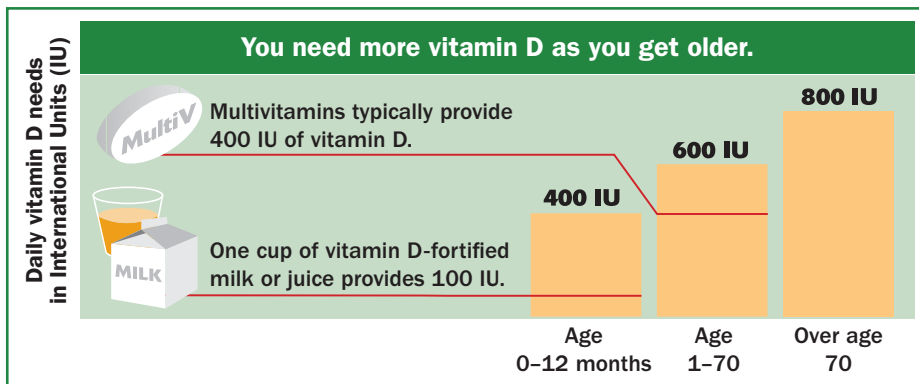 You need more vitamin D as you get older.
Daily vitamin D needs
in International Units (IU)
MultiV
Multivitamins typically provide
400 IU of vitamin D.
MILK
One cup of vitamin D-fortified
milk or juice provides 100 IU.
400 IU
600 IU
800 IU
Age
0–12 months
Age
1–70
Over age
70